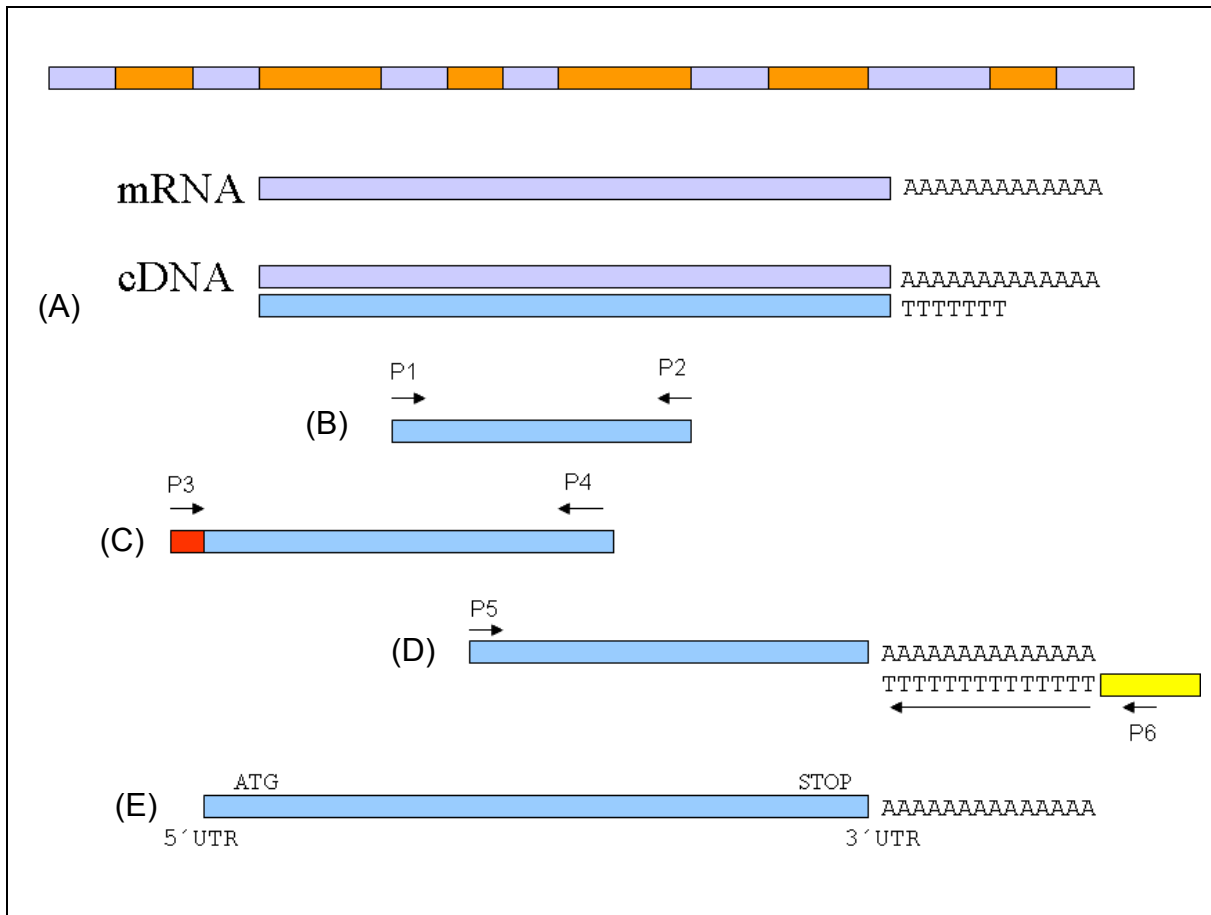 mRNA AAAAAAAAAAAAA
cDNA AAAAAAAAAAAAA
(A) TTTTTTT
P1 P2
(B)
P3 P4
(C)
P5
(D) AAAAAAAAAAAAAA
TTTTTTTTTTTTTT
P6
ATG STOP
(E) AAAAAAAAAAAAAA
5´UTR 3´UTR